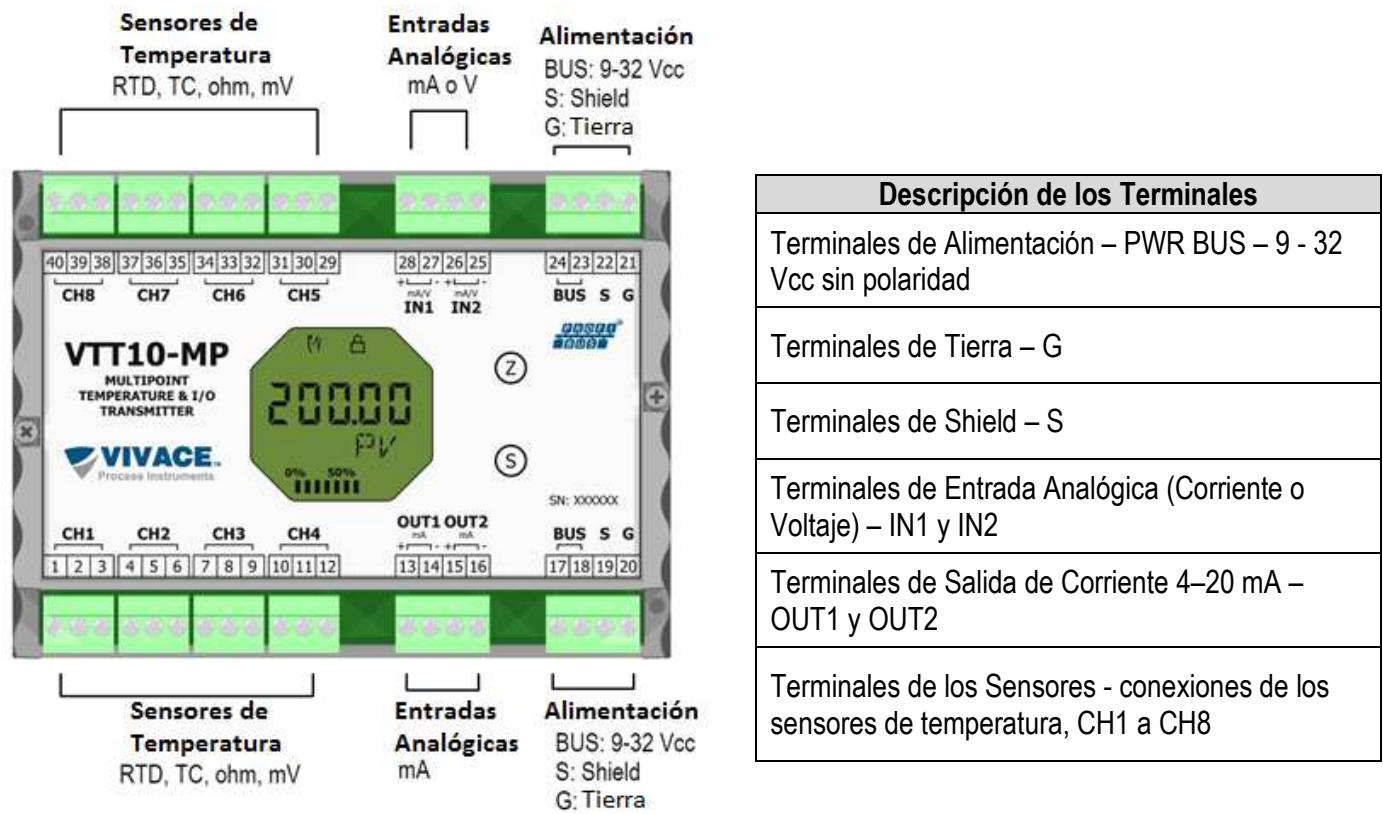 Sensores de
Temperatura
RTD, TC, ohm, mV
Entradas
Analógicas
mA o V
Alimentación
BUS: 9-32 Vcc
S: Shield
G: Tierra
40 39 38 37 36 35 34 33 32 31 30 29 28 27 26 25 24 23 22 21
CH8 CH7 CH6 CH5 + - + - BUS S G
mA/V mA/V
IN1 IN2
VTT10-MP
MULTIPOINT
TEMPERATURE & I/O
TRANSMITTER
VIVACE™
Process Instruments
200.00
PV
0% 50%
Z
S
PROFI
BUS®
SN: XXXXXX
OUT1 OUT2
mA mA
CH1 CH2 CH3 CH4 + - + - BUS S G
1 2 3 4 5 6 7 8 9 10 11 12 13 14 15 16 17 18 19 20
Sensores de
Temperatura
RTD, TC, ohm, mV
Entradas
Analógicas
mA
Alimentación
BUS: 9-32 Vcc
S: Shield
G: Tierra
Descripción de los Terminales
Terminales de Alimentación – PWR BUS – 9 - 32
Vcc sin polaridad
Terminales de Tierra – G
Terminales de Shield – S
Terminales de Entrada Analógica (Corriente o
Voltaje) – IN1 y IN2
Terminales de Salida de Corriente 4–20 mA –
OUT1 y OUT2
Terminales de los Sensores - conexiones de los
sensores de temperatura, CH1 a CH8